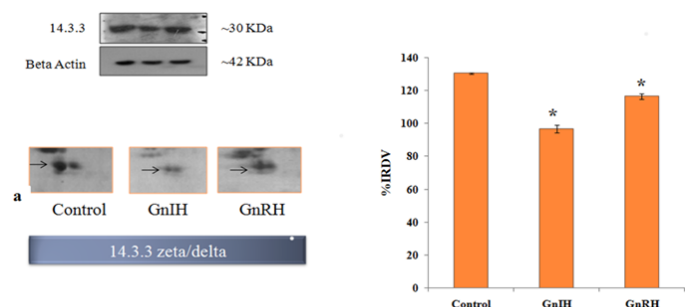 14.3.3
~30 KDa
Beta Actin
~42 KDa
a
Control
GnIH
GnRH
14.3.3 zeta/delta
140
120
100
80
60
40
20
0
%IRDV
*
*
Control
GnIH
GnRH